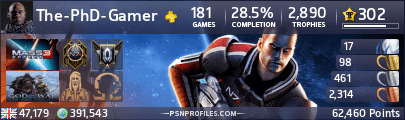 The-PhD-Gamer
181
GAMES
28.5%
COMPLETION
2,890
TROPHIES
302
MASS EFFECT 3
N7
GOD OF WAR
17
98
461
2,314
47,179
391,543
PSNPROFILES.COM
62,460 Points